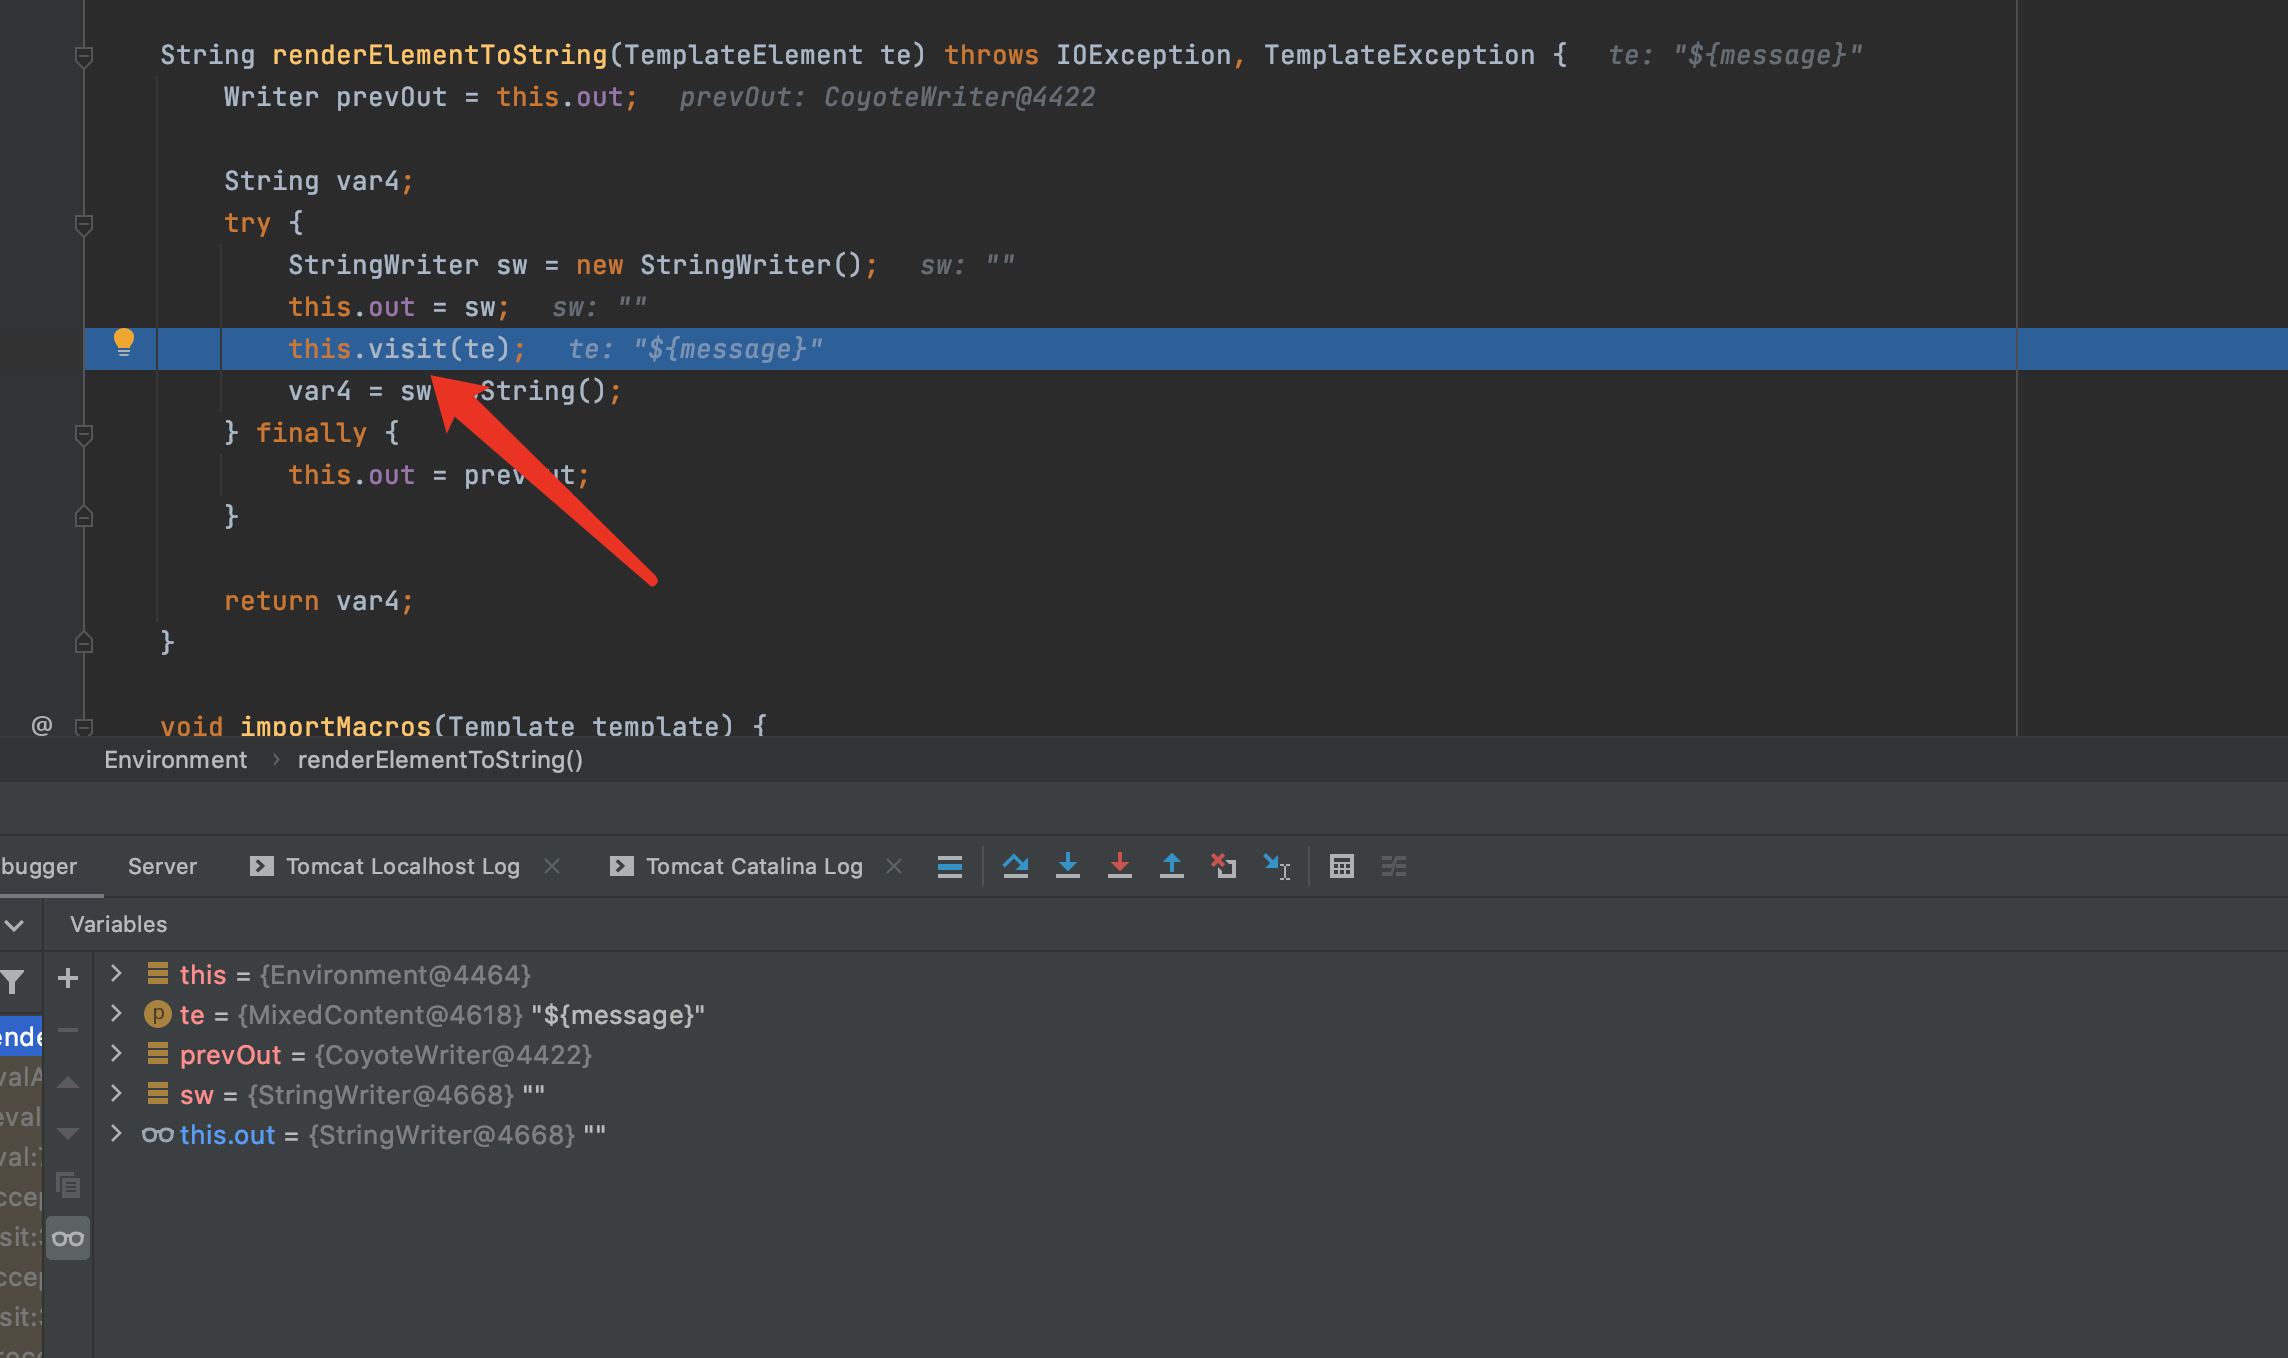 String renderElementToString(TemplateElement te) throws IOException, TemplateException {   te: "${message}"
Writer prevOut = this.out;   prevOut: CoyoteWriter@4422
String var4;
try {
StringWriter sw = new StringWriter();   sw: ""
this.out = sw;   sw: ""
this.visit(te);   te: "${message}"
var4 = sw String();
} finally {
this.out = prev t;
}
return var4;
}
@ void importMacros(Template template) {
Environment › renderElementToString()
bugger Server Tomcat Localhost Log × Tomcat Catalina Log ×
Variables
this = {Environment@4464}
p te = {MixedContent@4618} "${message}"
ende
prevOut = {CoyoteWriter@4422}
valA
sw = {StringWriter@4668} ""
eval
this.out = {StringWriter@4668} ""
val:
ccep
sit:
ccep
sit: